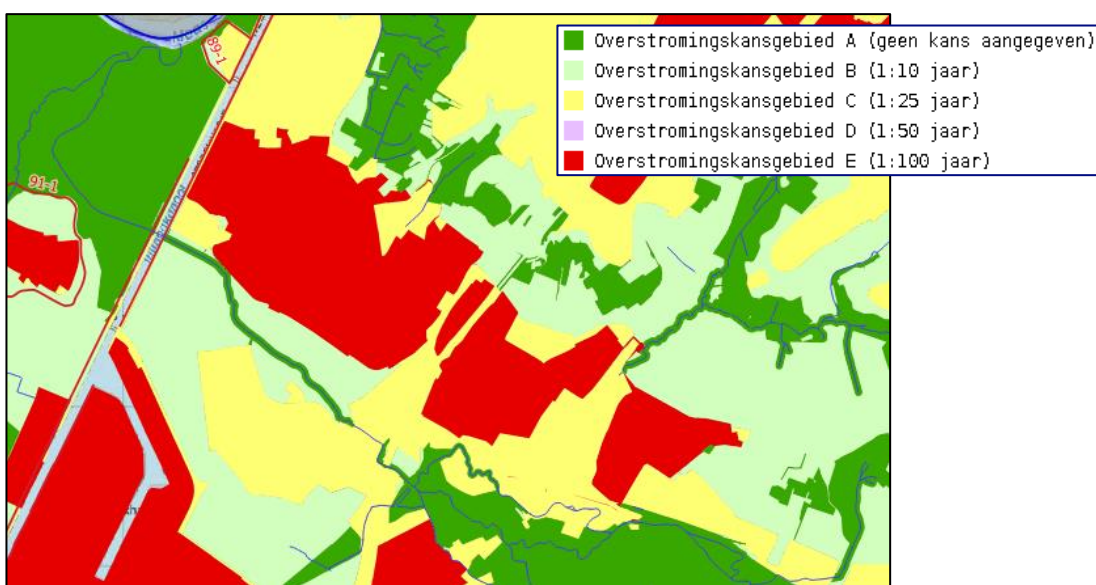 89-1
Overstromingskansgebied A (geen kans aangegeven)
Overstromingskansgebied B (1:10 jaar)
Overstromingskansgebied C (1:25 jaar)
Overstromingskansgebied D (1:50 jaar)
Overstromingskansgebied E (1:100 jaar)
91-1